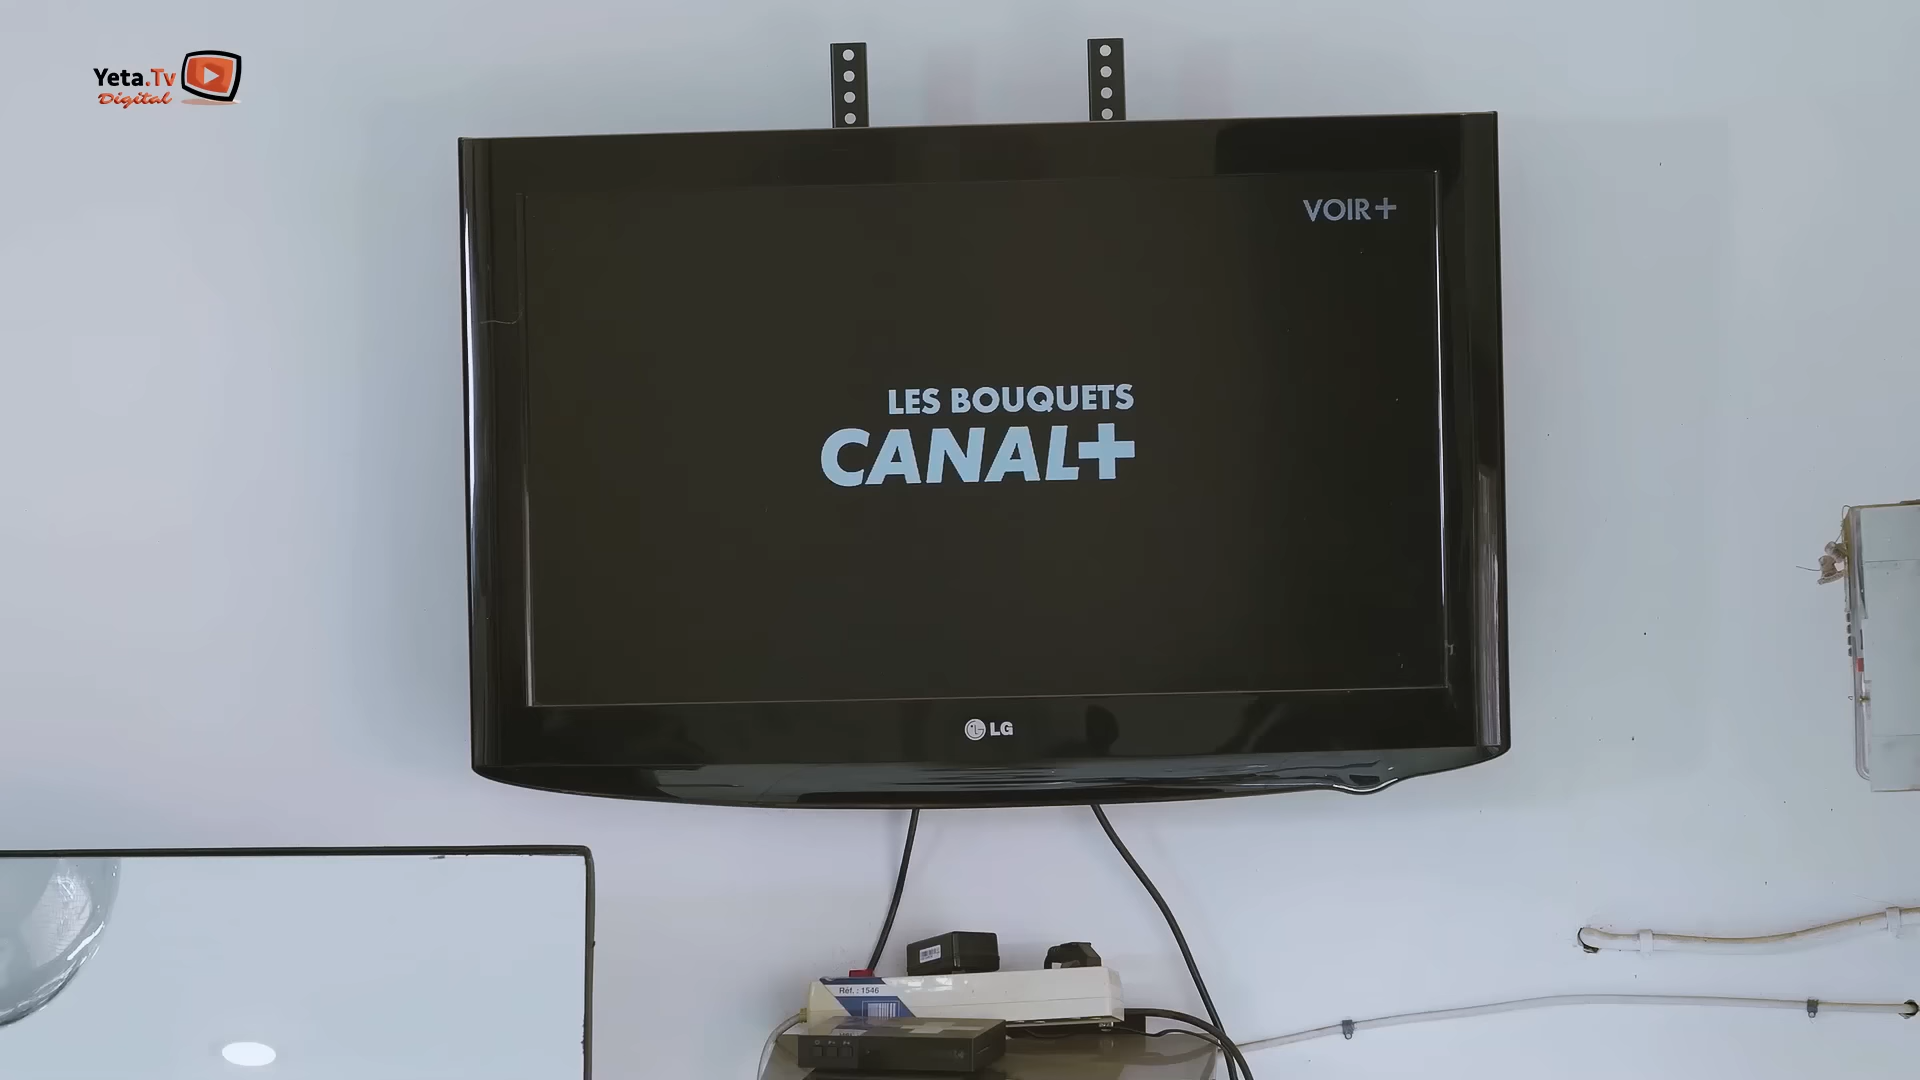 Yeta.Tv
Digital
VOIR+
LES BOUQUETS
CANAL+
LG
Réf. : 1546